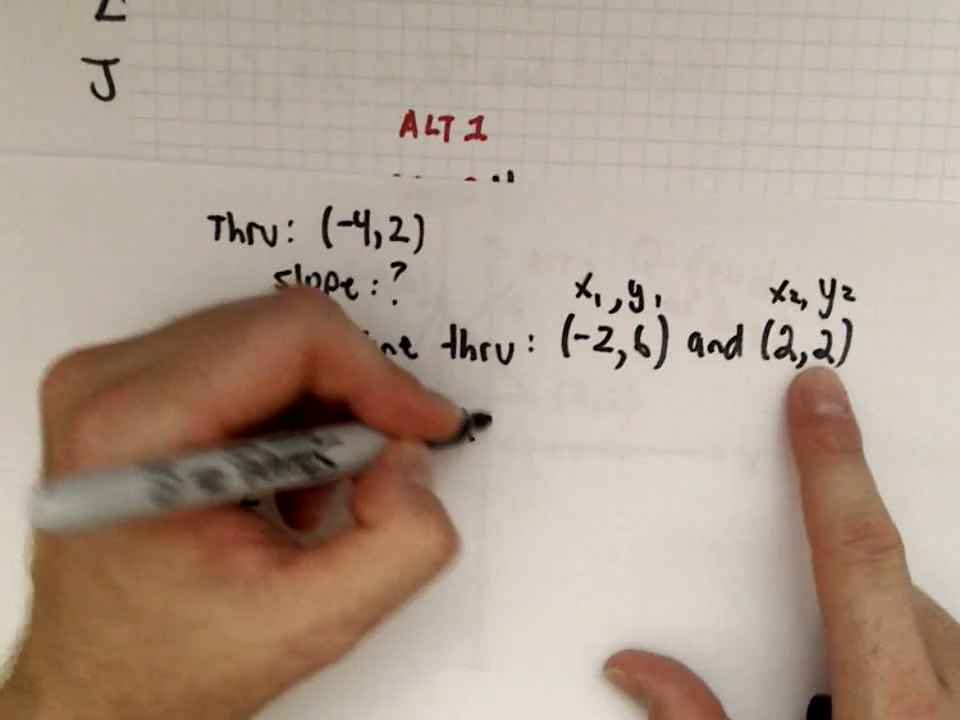 J
ALT 1
Thru: (-4,2)
slope: ?
x₁, y₁ x₂, y₂
thru: (-2,6) and (2,2)